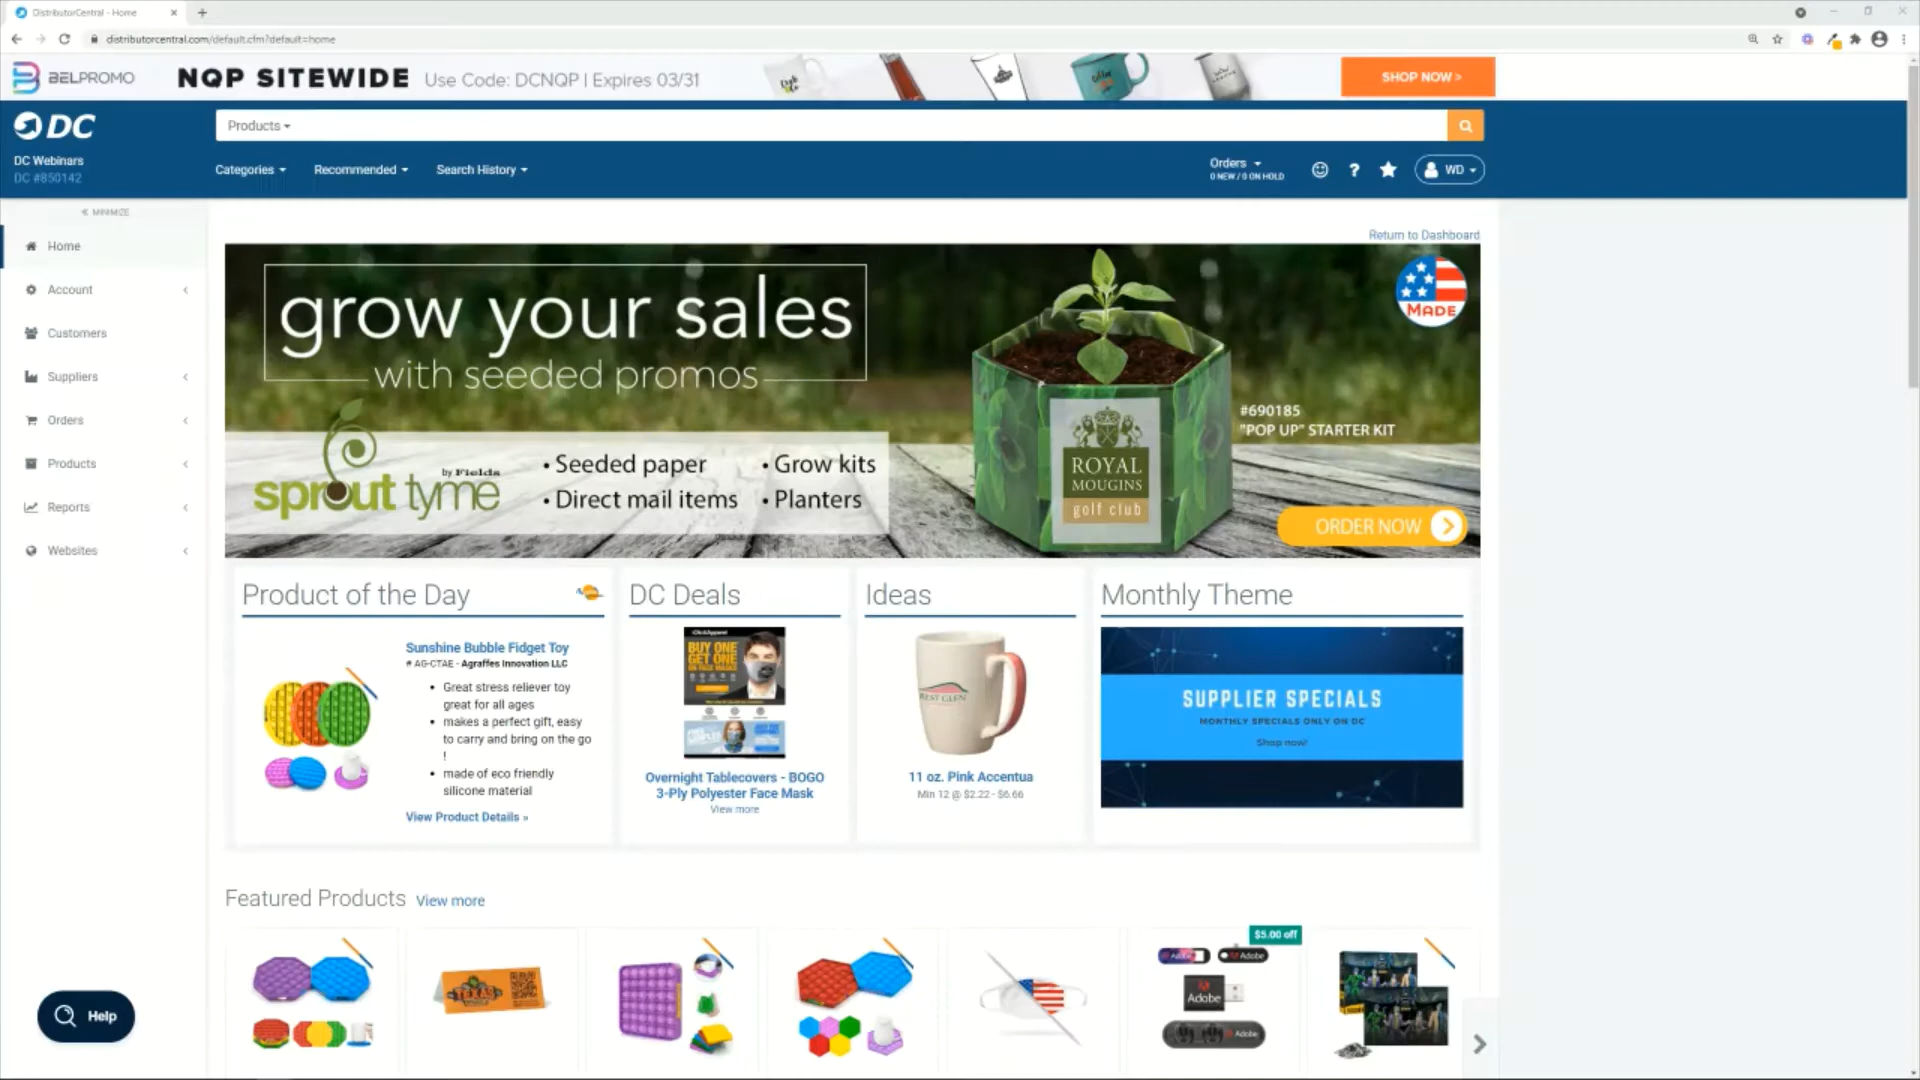 DistributorCentral - Home
distributorcentral.com/default.cfm?default=home
BELPROMO
NQP SITEWIDE Use Code: DCNQP | Expires 03/31
SHOP NOW >
DC
Products
DC Webinars
DC #850142
Categories
Recommended
Search History
Orders
0 NEW / 0 ON HOLD
?
WD
« MINIMIZE
Home
Account
Customers
Suppliers
Orders
Products
Reports
Websites
Return to Dashboard
grow your sales
with seeded promos
MADE
#690185
"POP UP" STARTER KIT
ROYAL
MOUGINS
golf club
by Fields
sprout tyme
• Seeded paper
• Grow kits
• Direct mail items
• Planters
ORDER NOW
Product of the Day
Sunshine Bubble Fidget Toy
# AG-CTAE - Agraffes Innovation LLC
• Great stress reliever toy
great for all ages
• makes a perfect gift, easy
to carry and bring on the go
!
• made of eco friendly
silicone material
View Product Details »
DC Deals
BUY ONE
GET ONE
Overnight Tablecovers - BOGO
3-Ply Polyester Face Mask
View more
Ideas
WEST GLEN
11 oz. Pink Accentua
Min 12 @ $2.22 - $6.66
Monthly Theme
SUPPLIER SPECIALS
MONTHLY SPECIALS ONLY ON DC
Shop now!
Featured Products View more
TEXAS
$5.00 off
Adobe
Adobe
Adobe
Adobe
Help